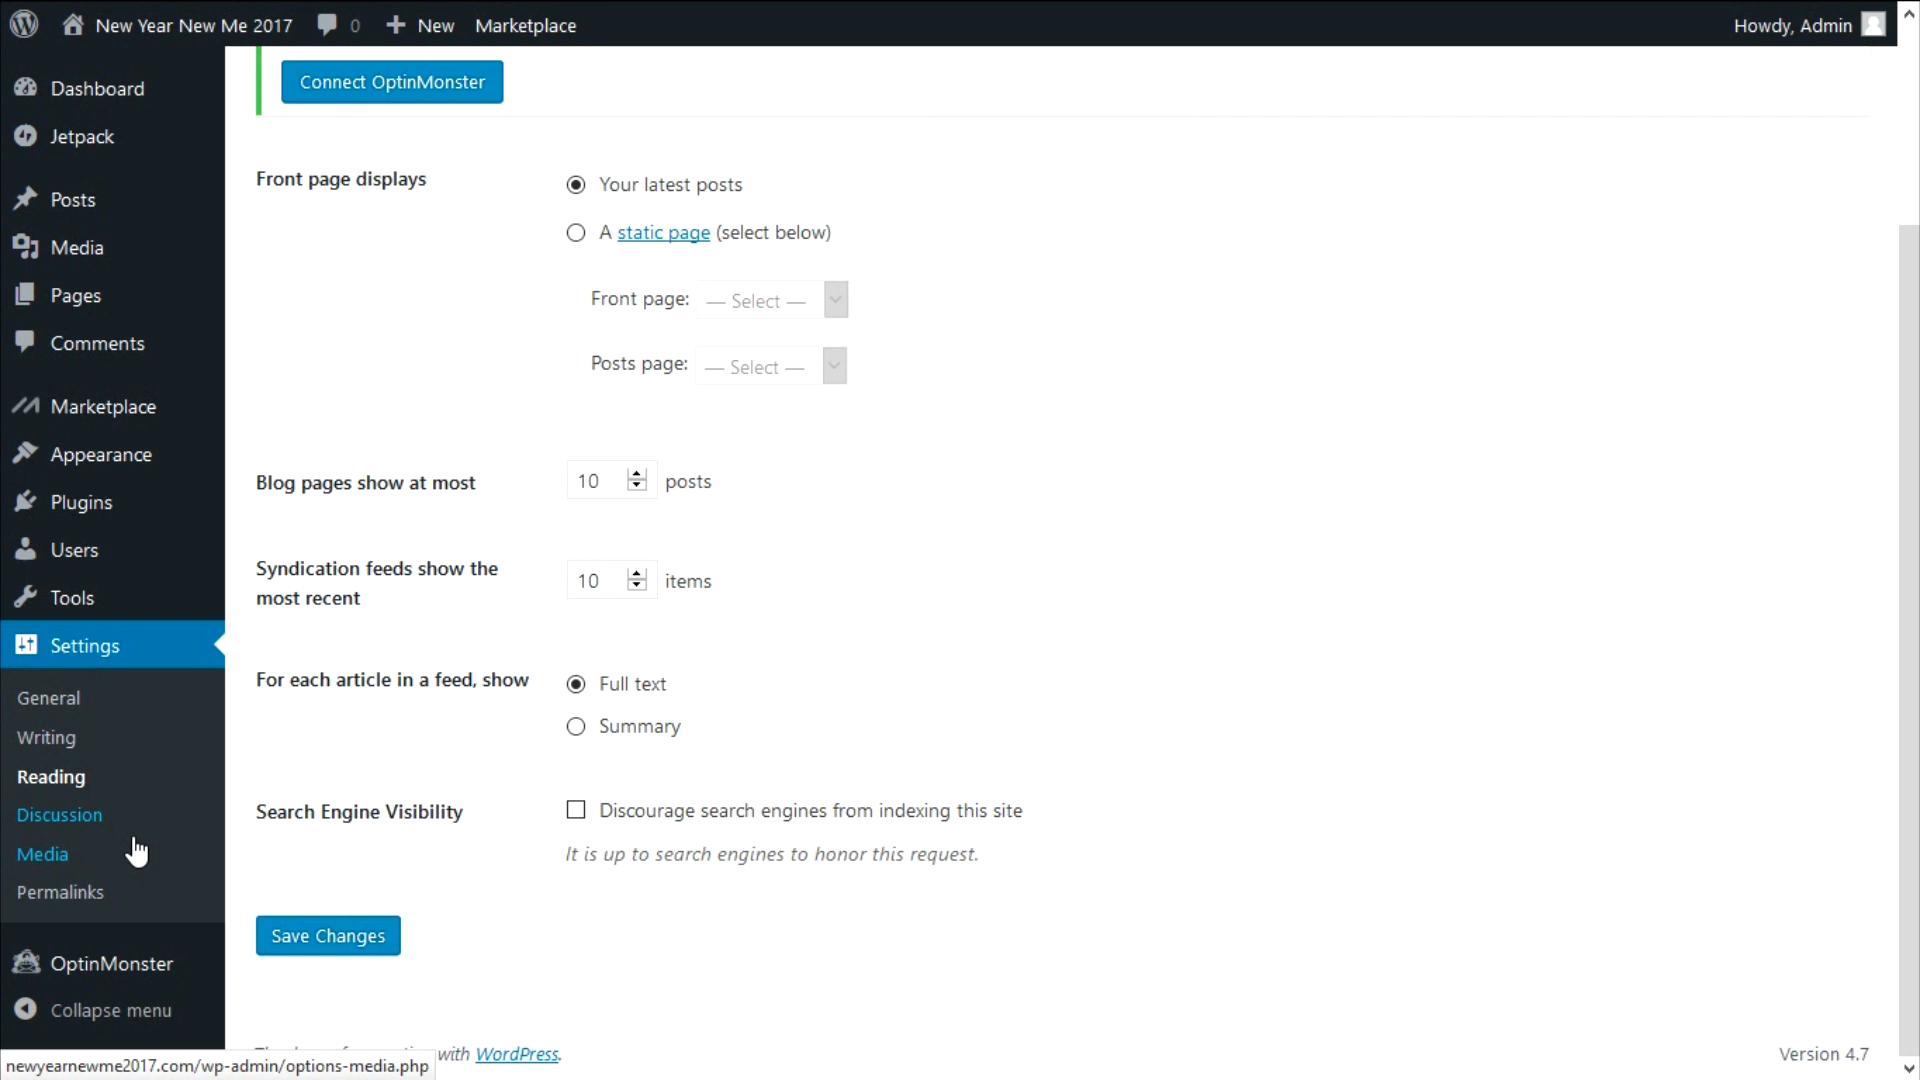 New Year New Me 2017 0 New Marketplace Howdy, Admin
Dashboard
Jetpack
Posts
Media
Pages
Comments
Marketplace
Appearance
Plugins
Users
Tools
Settings
General
Writing
Reading
Discussion
Media
Permalinks
OptinMonster
Collapse menu
Connect OptinMonster
Front page displays
Your latest posts
A static page (select below)
Front page: — Select —
Posts page: — Select —
Blog pages show at most 10 posts
Syndication feeds show the
most recent
10 items
For each article in a feed, show
Full text
Summary
Search Engine Visibility
Discourage search engines from indexing this site
It is up to search engines to honor this request.
Save Changes
with WordPress.
Version 4.7
newyearnewme2017.com/wp-admin/options-media.php